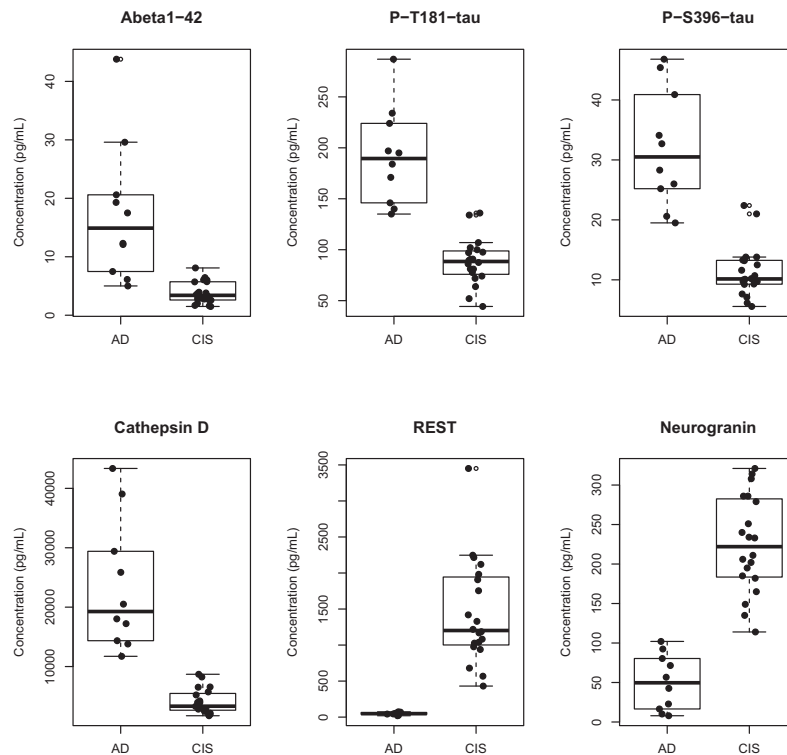 Abeta1−42
P−T181−tau
P−S396−tau
Concentration (pg/mL)
0
10
20
30
40
AD
CIS
Concentration (pg/mL)
50
100
150
200
250
AD
CIS
Concentration (pg/mL)
10
20
30
40
AD
CIS
Cathepsin D
REST
Neurogranin
Concentration (pg/mL)
10000
20000
30000
40000
AD
CIS
Concentration (pg/mL)
0
500
1500
2500
3500
AD
CIS
Concentration (pg/mL)
0
50
100
150
200
250
300
AD
CIS